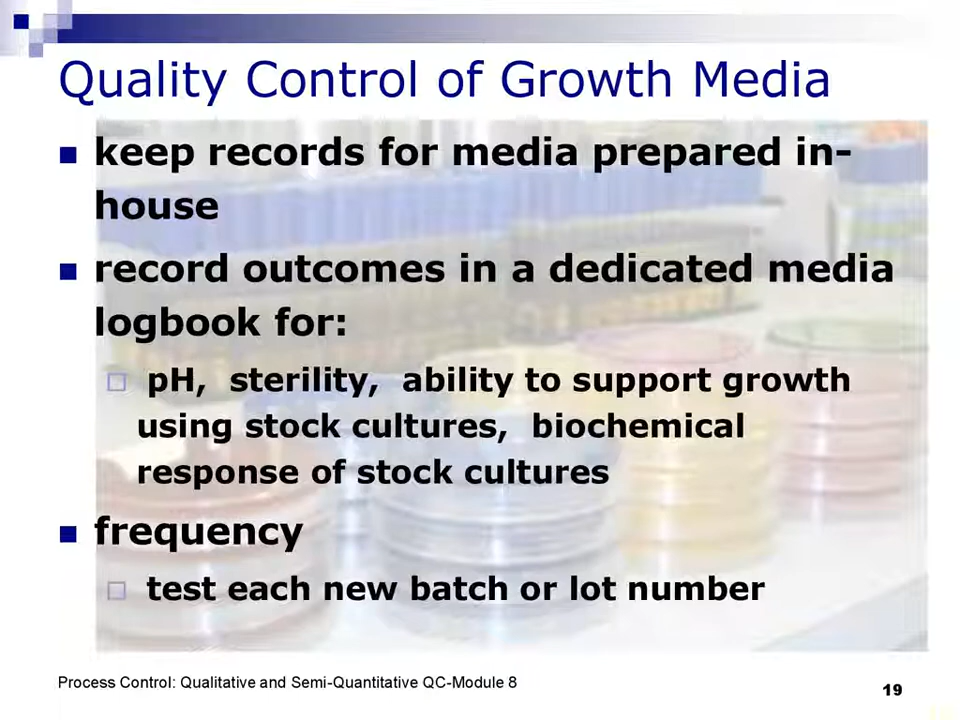 Quality Control of Growth Media
keep records for media prepared in-
house
record outcomes in a dedicated media
logbook for:
pH, sterility, ability to support growth
using stock cultures, biochemical
response of stock cultures
frequency
test each new batch or lot number
Process Control: Qualitative and Semi-Quantitative QC-Module 8
19